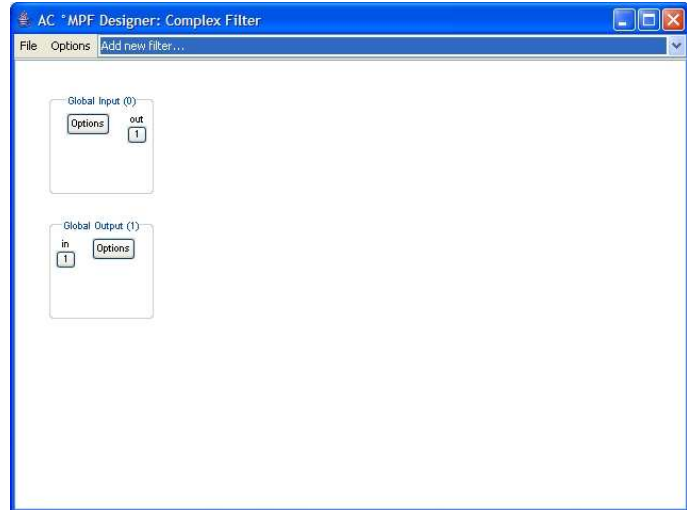 AC °MPF Designer: Complex Filter
File Options Add new filter...
Global Input (0)
Options out
1
Global Output (1)
in Options
1